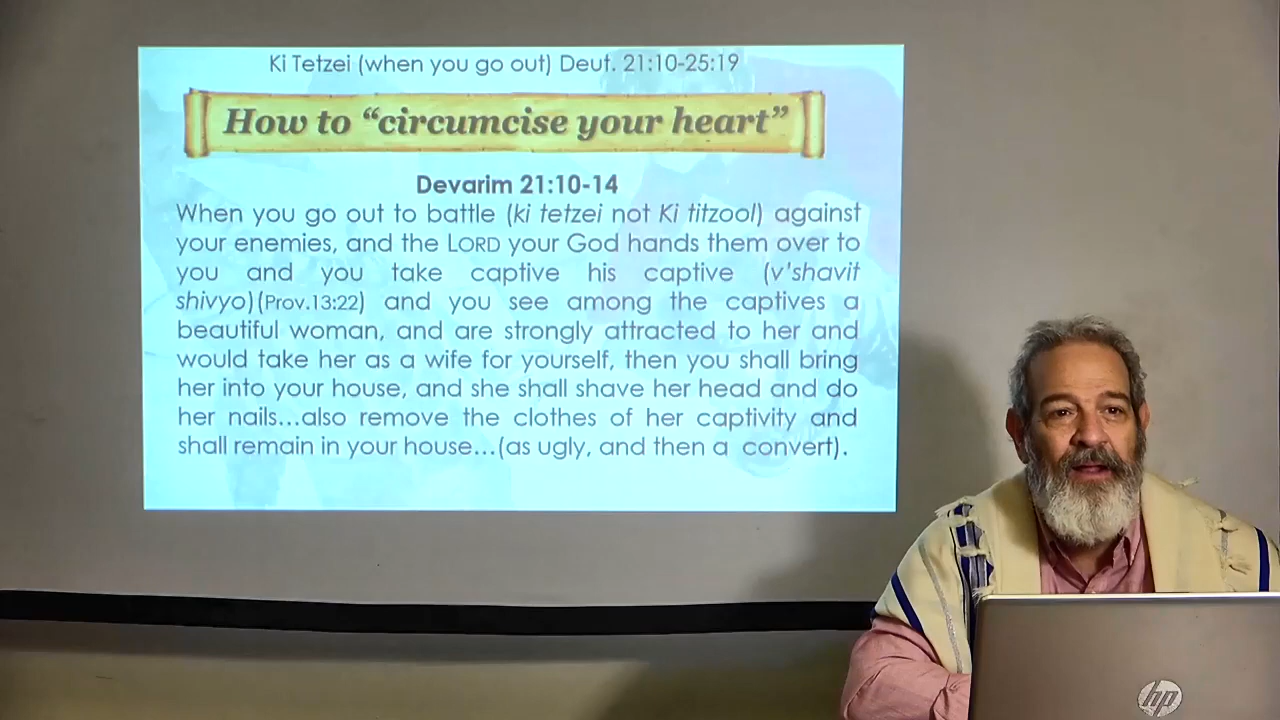 Ki Tetzei (when you go out) Deut. 21:10-25:19
How to “circumcise your heart”
Devarim 21:10-14
When you go out to battle (ki tetzei not Ki titzool) against
your enemies, and the LORD your God hands them over to
you and you take captive his captive (v’shavit
shivyo)(Prov.13:22) and you see among the captives a
beautiful woman, and are strongly attracted to her and
would take her as a wife for yourself, then you shall bring
her into your house, and she shall shave her head and do
her nails...also remove the clothes of her captivity and
shall remain in your house...(as ugly, and then a convert).
hp